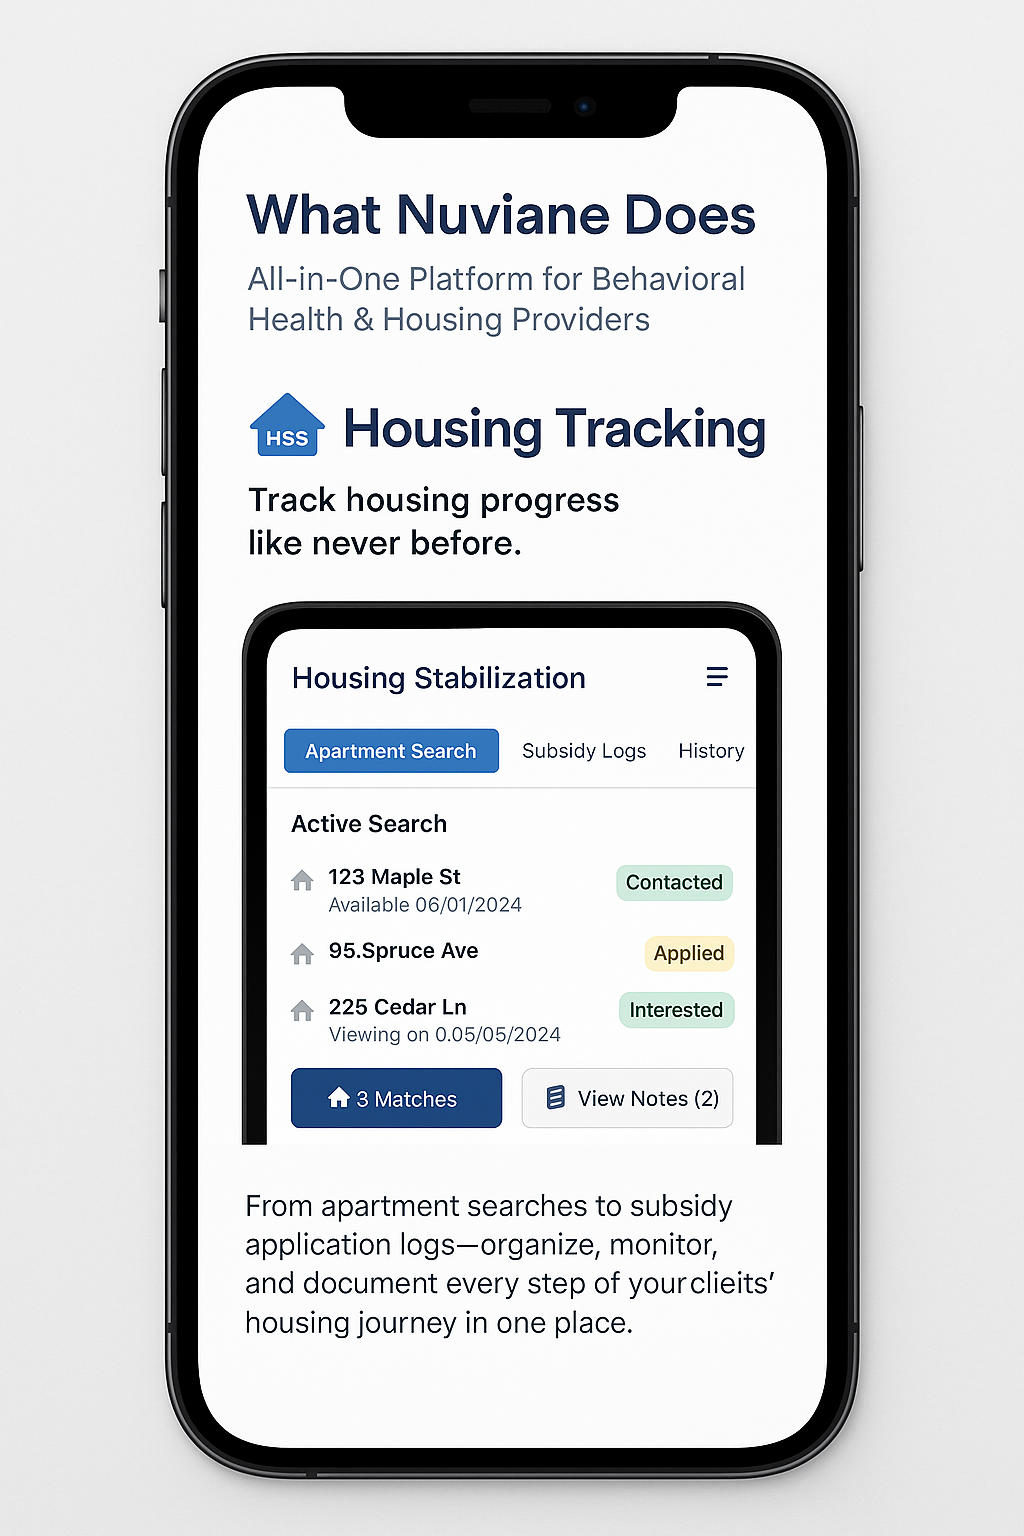 What Nuviane Does
All-in-One Platform for Behavioral
Health & Housing Providers
HSS
Housing Tracking
Track housing progress
like never before.
Housing Stabilization
Apartment Search
Subsidy Logs
History
Active Search
123 Maple St
Contacted
Available 06/01/2024
95.Spruce Ave
Applied
225 Cedar Ln
Interested
Viewing on 0.05/05/2024
3 Matches
View Notes (2)
From apartment searches to subsidy
application logs—organize, monitor,
and document every step of your clieits’
housing journey in one place.